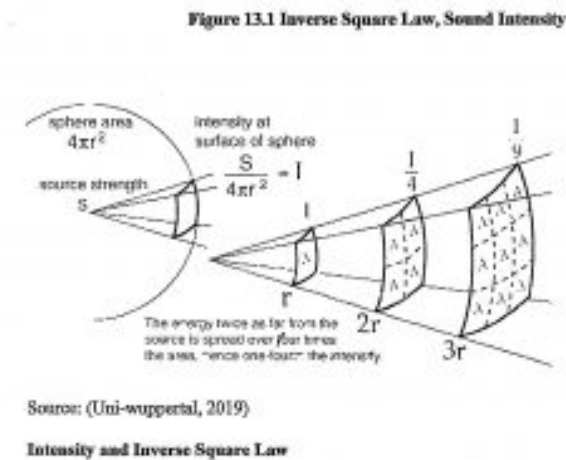 Figure 13.1 Inverse Square Law, Sound Intensity
sphere area
4πr²
intensity at
surface of sphere
S
4πr² = I
source strength
S
I
I
4
I
9
A
A A
A A
A A A
A A A
A A A
r
2r
3r
The energy twice as far from the
source is spread over four times
the area, hence one-fourth the intensity.
Source: (Uni-wuppertal, 2019)
Intensity and Inverse Square Law